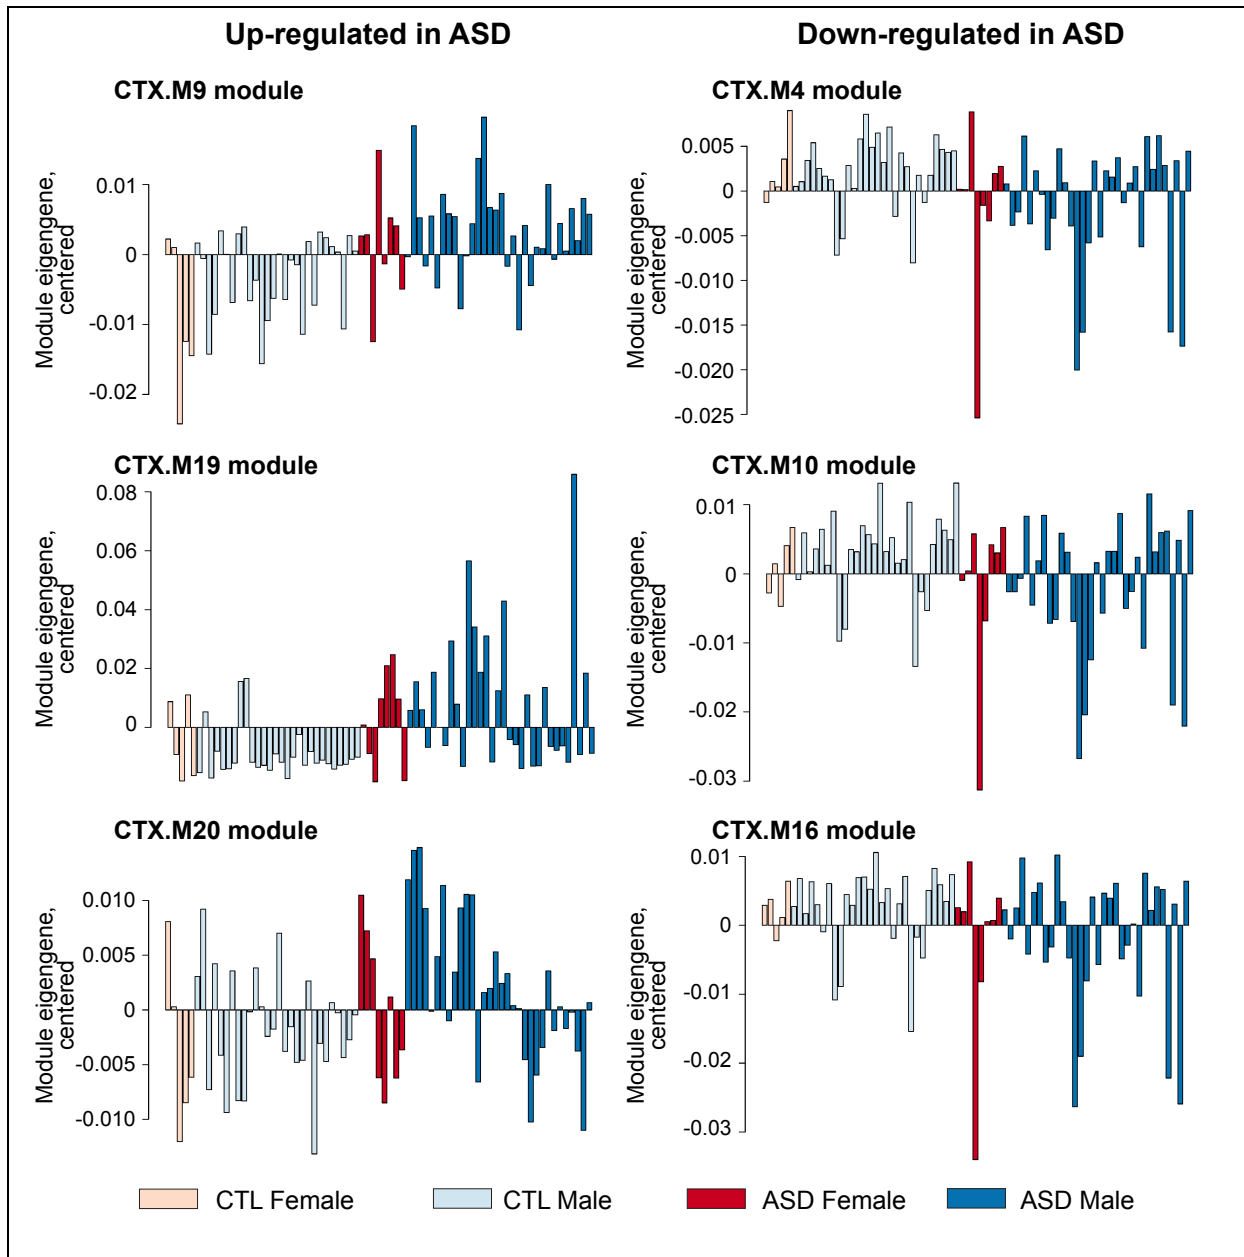 Up-regulated in ASD
Down-regulated in ASD
CTX.M9 module
Module eigengene,
centered
0.01
0
-0.01
-0.02
CTX.M4 module
Module eigengene,
centered
0.005
0
-0.005
-0.010
-0.015
-0.020
-0.025
CTX.M19 module
Module eigengene,
centered
0.08
0.06
0.04
0.02
0
CTX.M10 module
Module eigengene,
centered
0.01
0
-0.01
-0.02
-0.03
CTX.M20 module
Module eigengene,
centered
0.010
0.005
0
-0.005
-0.010
CTX.M16 module
Module eigengene,
centered
0.01
0
-0.01
-0.02
-0.03
CTL Female
CTL Male
ASD Female
ASD Male